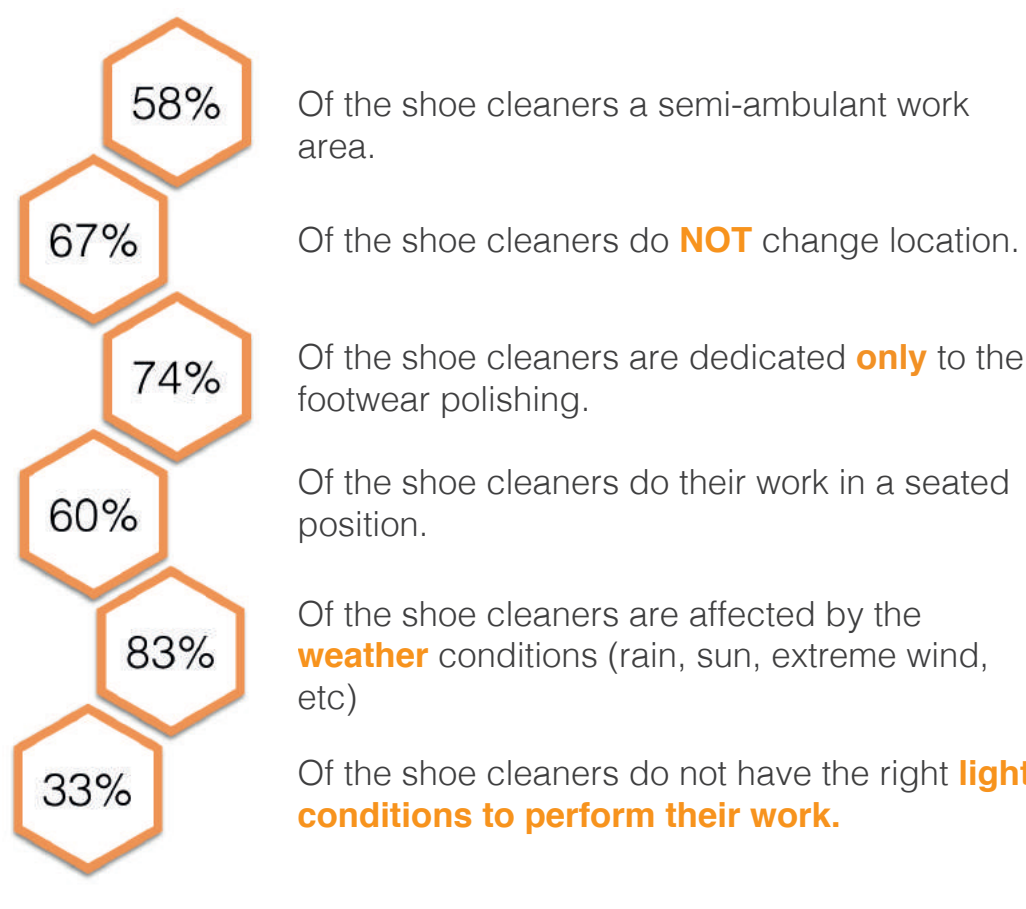 58%
Of the shoe cleaners a semi-ambulant work
area.
67%
Of the shoe cleaners do NOT change location.
74%
Of the shoe cleaners are dedicated only to the
footwear polishing.
60%
Of the shoe cleaners do their work in a seated
position.
83%
Of the shoe cleaners are affected by the
weather conditions (rain, sun, extreme wind,
etc)
33%
Of the shoe cleaners do not have the right light
conditions to perform their work.